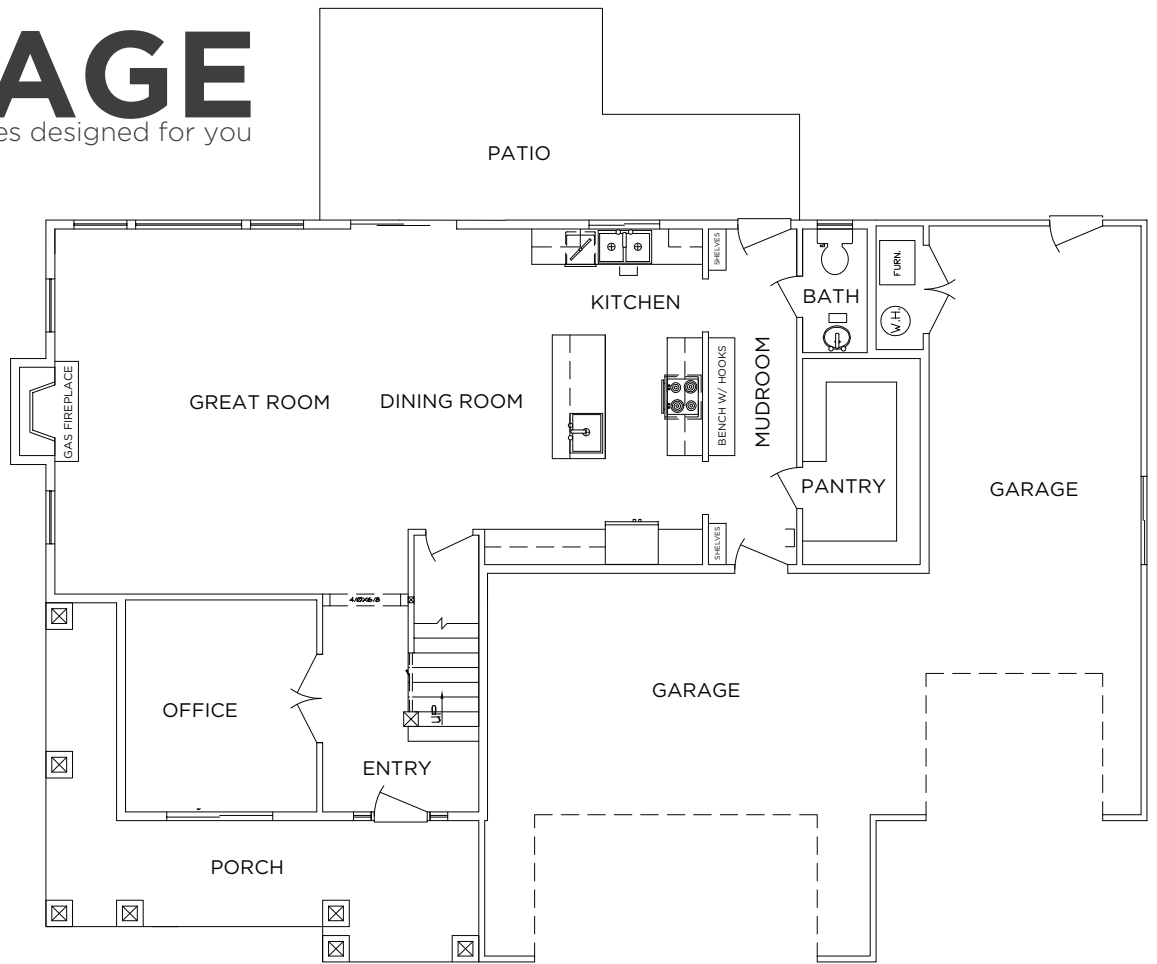 AGE
es designed for you
PATIO
SHELVES
KITCHEN
BATH
FURN.
W.H.
GAS FIREPLACE
GREAT ROOM
DINING ROOM
BENCH W/ HOOKS
MUDROOM
PANTRY
GARAGE
SHELVES
OFFICE
UP
GARAGE
ENTRY
PORCH